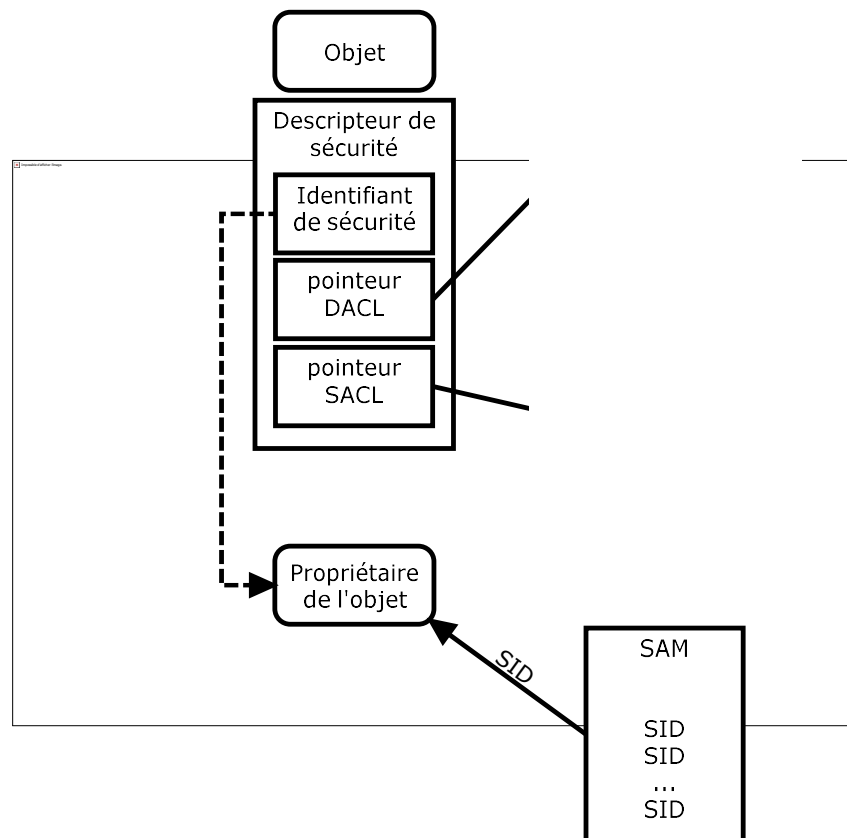 Objet
Descripteur de
sécurité
Identifiant
de sécurité
pointeur
DACL
pointeur
SACL
Propriétaire
de l'objet
SID
SAM
SID
SID
...
SID